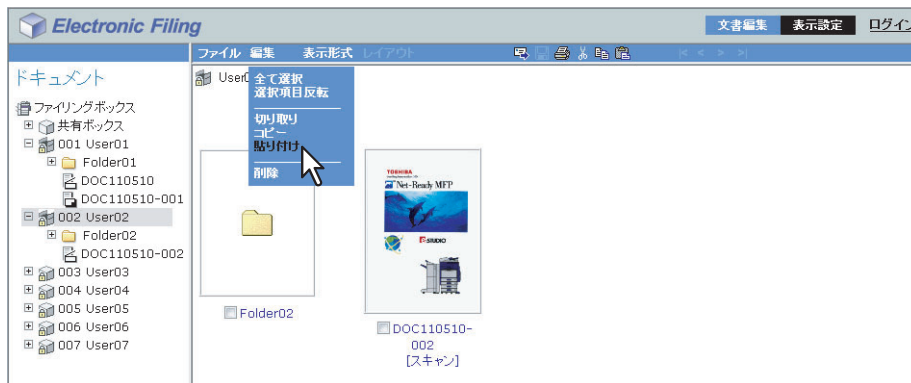 Electronic Filing
文書編集 表示設定 ログイン
ファイル 編集 表示形式 レイアウト
|< < > >|
ドキュメント
ファイリングボックス
共有ボックス
001 User01
Folder01
DOC110510
DOC110510-001
002 User02
Folder02
DOC110510-002
003 User03
004 User04
005 User05
006 User06
007 User07
全て選択
選択項目反転
切り取り
コピー
貼り付け
削除
TOSHIBA
Net-Ready MFP
e-STUDIO
Folder02
DOC110510-
002
[スキャン]